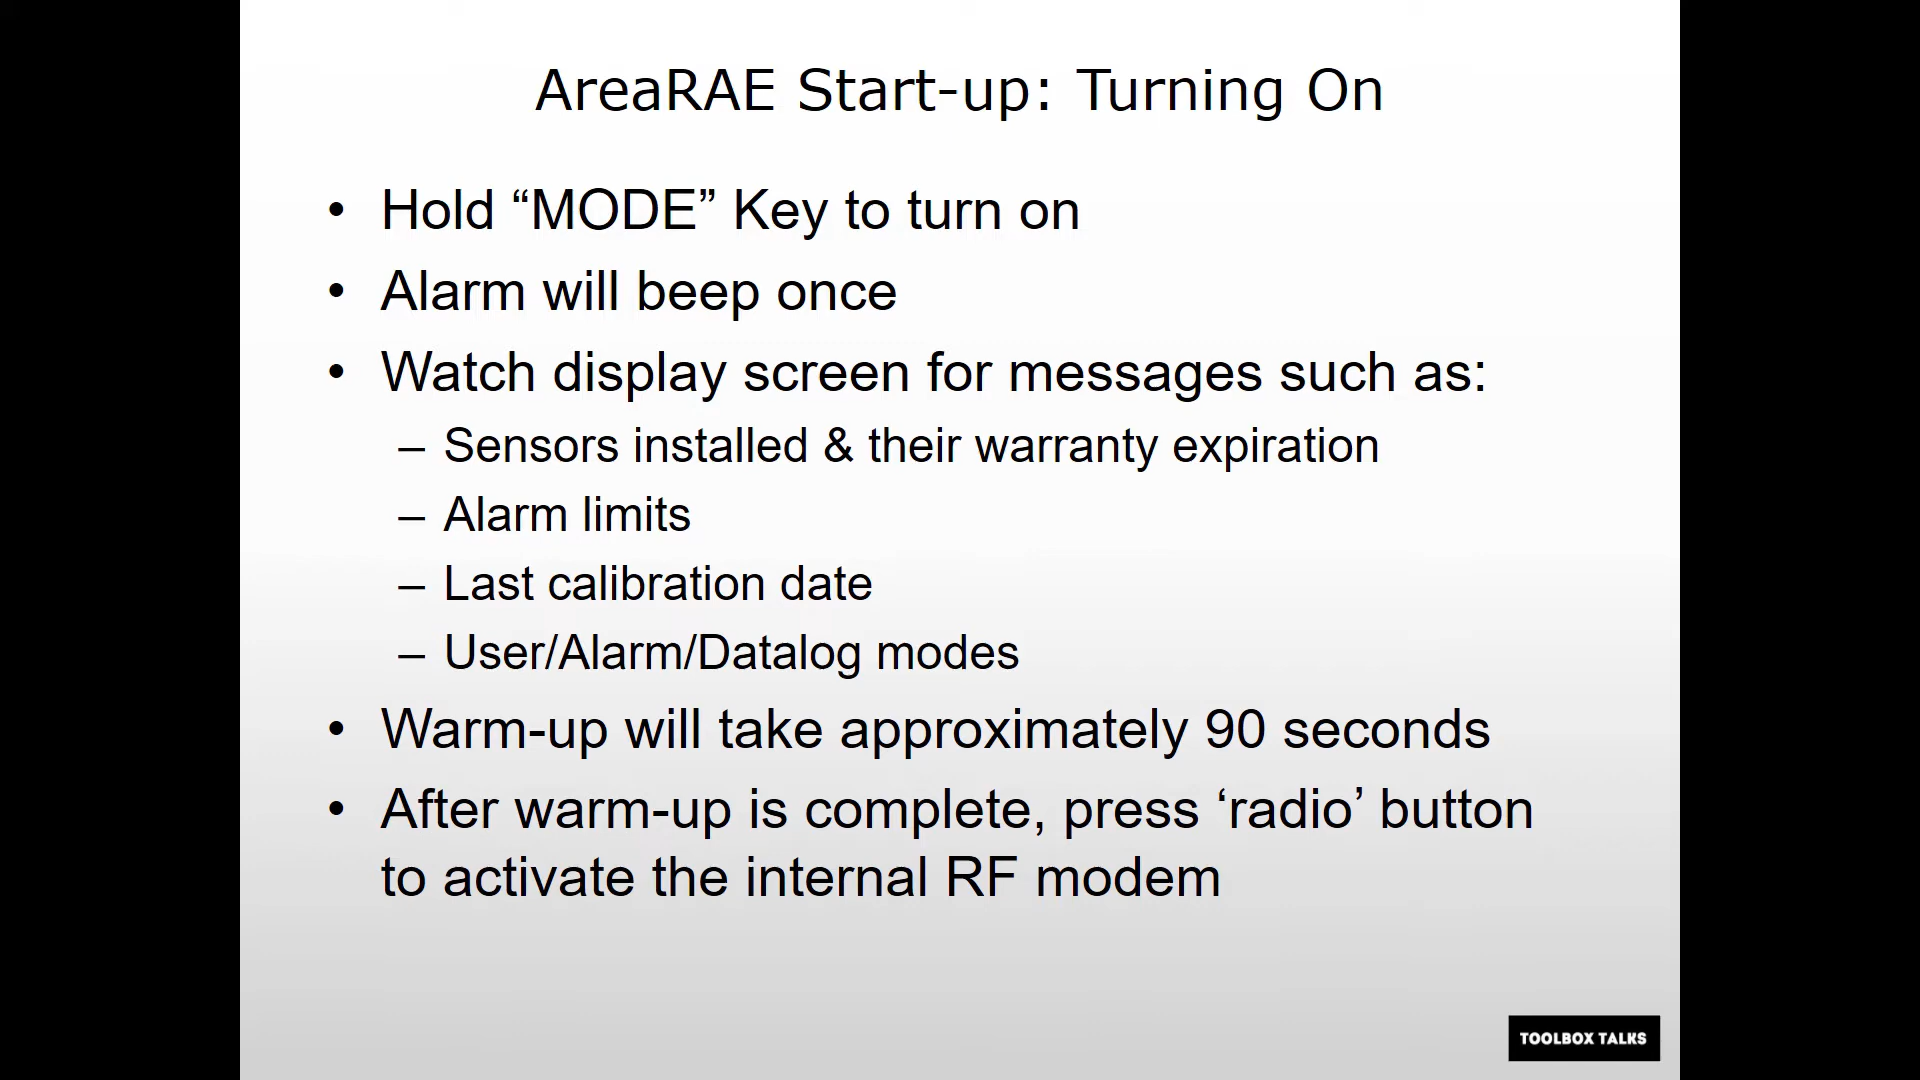 AreaRAE Start-up: Turning On
• Hold “MODE” Key to turn on
• Alarm will beep once
• Watch display screen for messages such as:
– Sensors installed & their warranty expiration
– Alarm limits
– Last calibration date
– User/Alarm/Datalog modes
• Warm-up will take approximately 90 seconds
• After warm-up is complete, press ‘radio’ button
to activate the internal RF modem
TOOLBOX TALKS